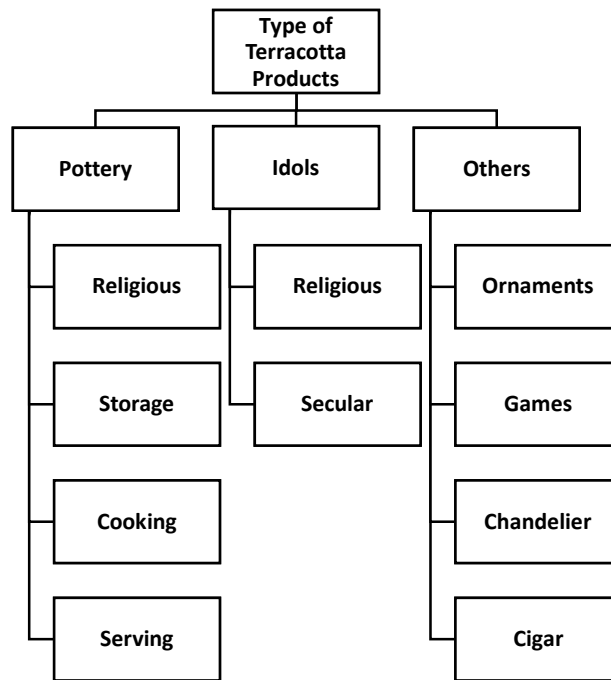 Type of
Terracotta
Products
Pottery
Idols
Others
Religious
Religious
Ornaments
Storage
Secular
Games
Cooking
Chandelier
Serving
Cigar